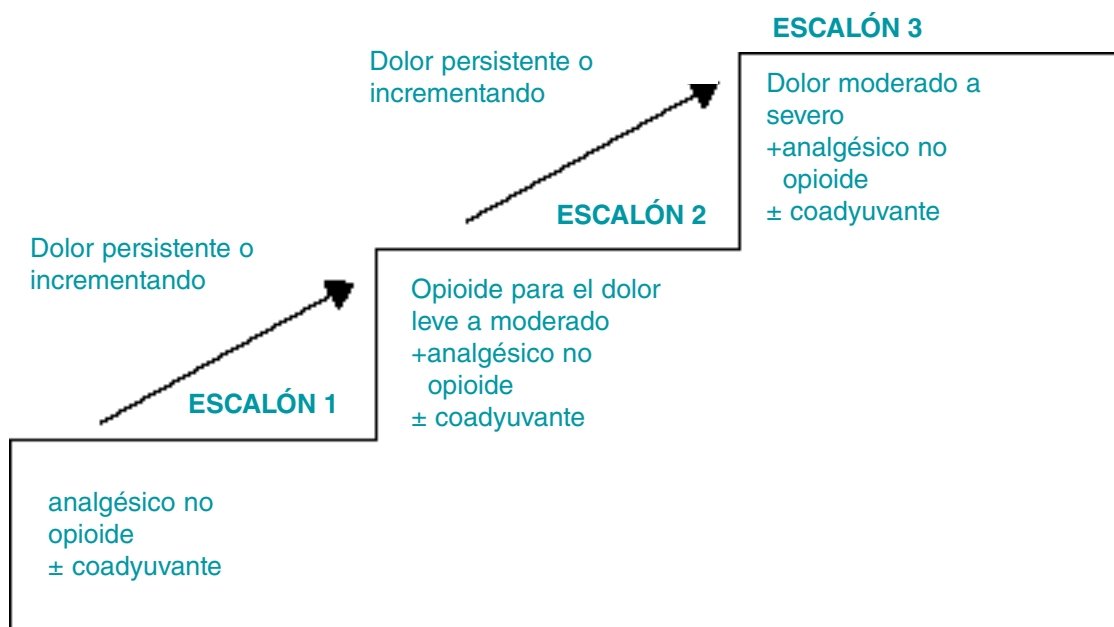 ESCALÓN 3
Dolor persistente o
incrementando
Dolor moderado a
severo
+analgésico no
opioide
± coadyuvante
ESCALÓN 2
Dolor persistente o
incrementando
Opioide para el dolor
leve a moderado
+analgésico no
opioide
± coadyuvante
ESCALÓN 1
analgésico no
opioide
± coadyuvante